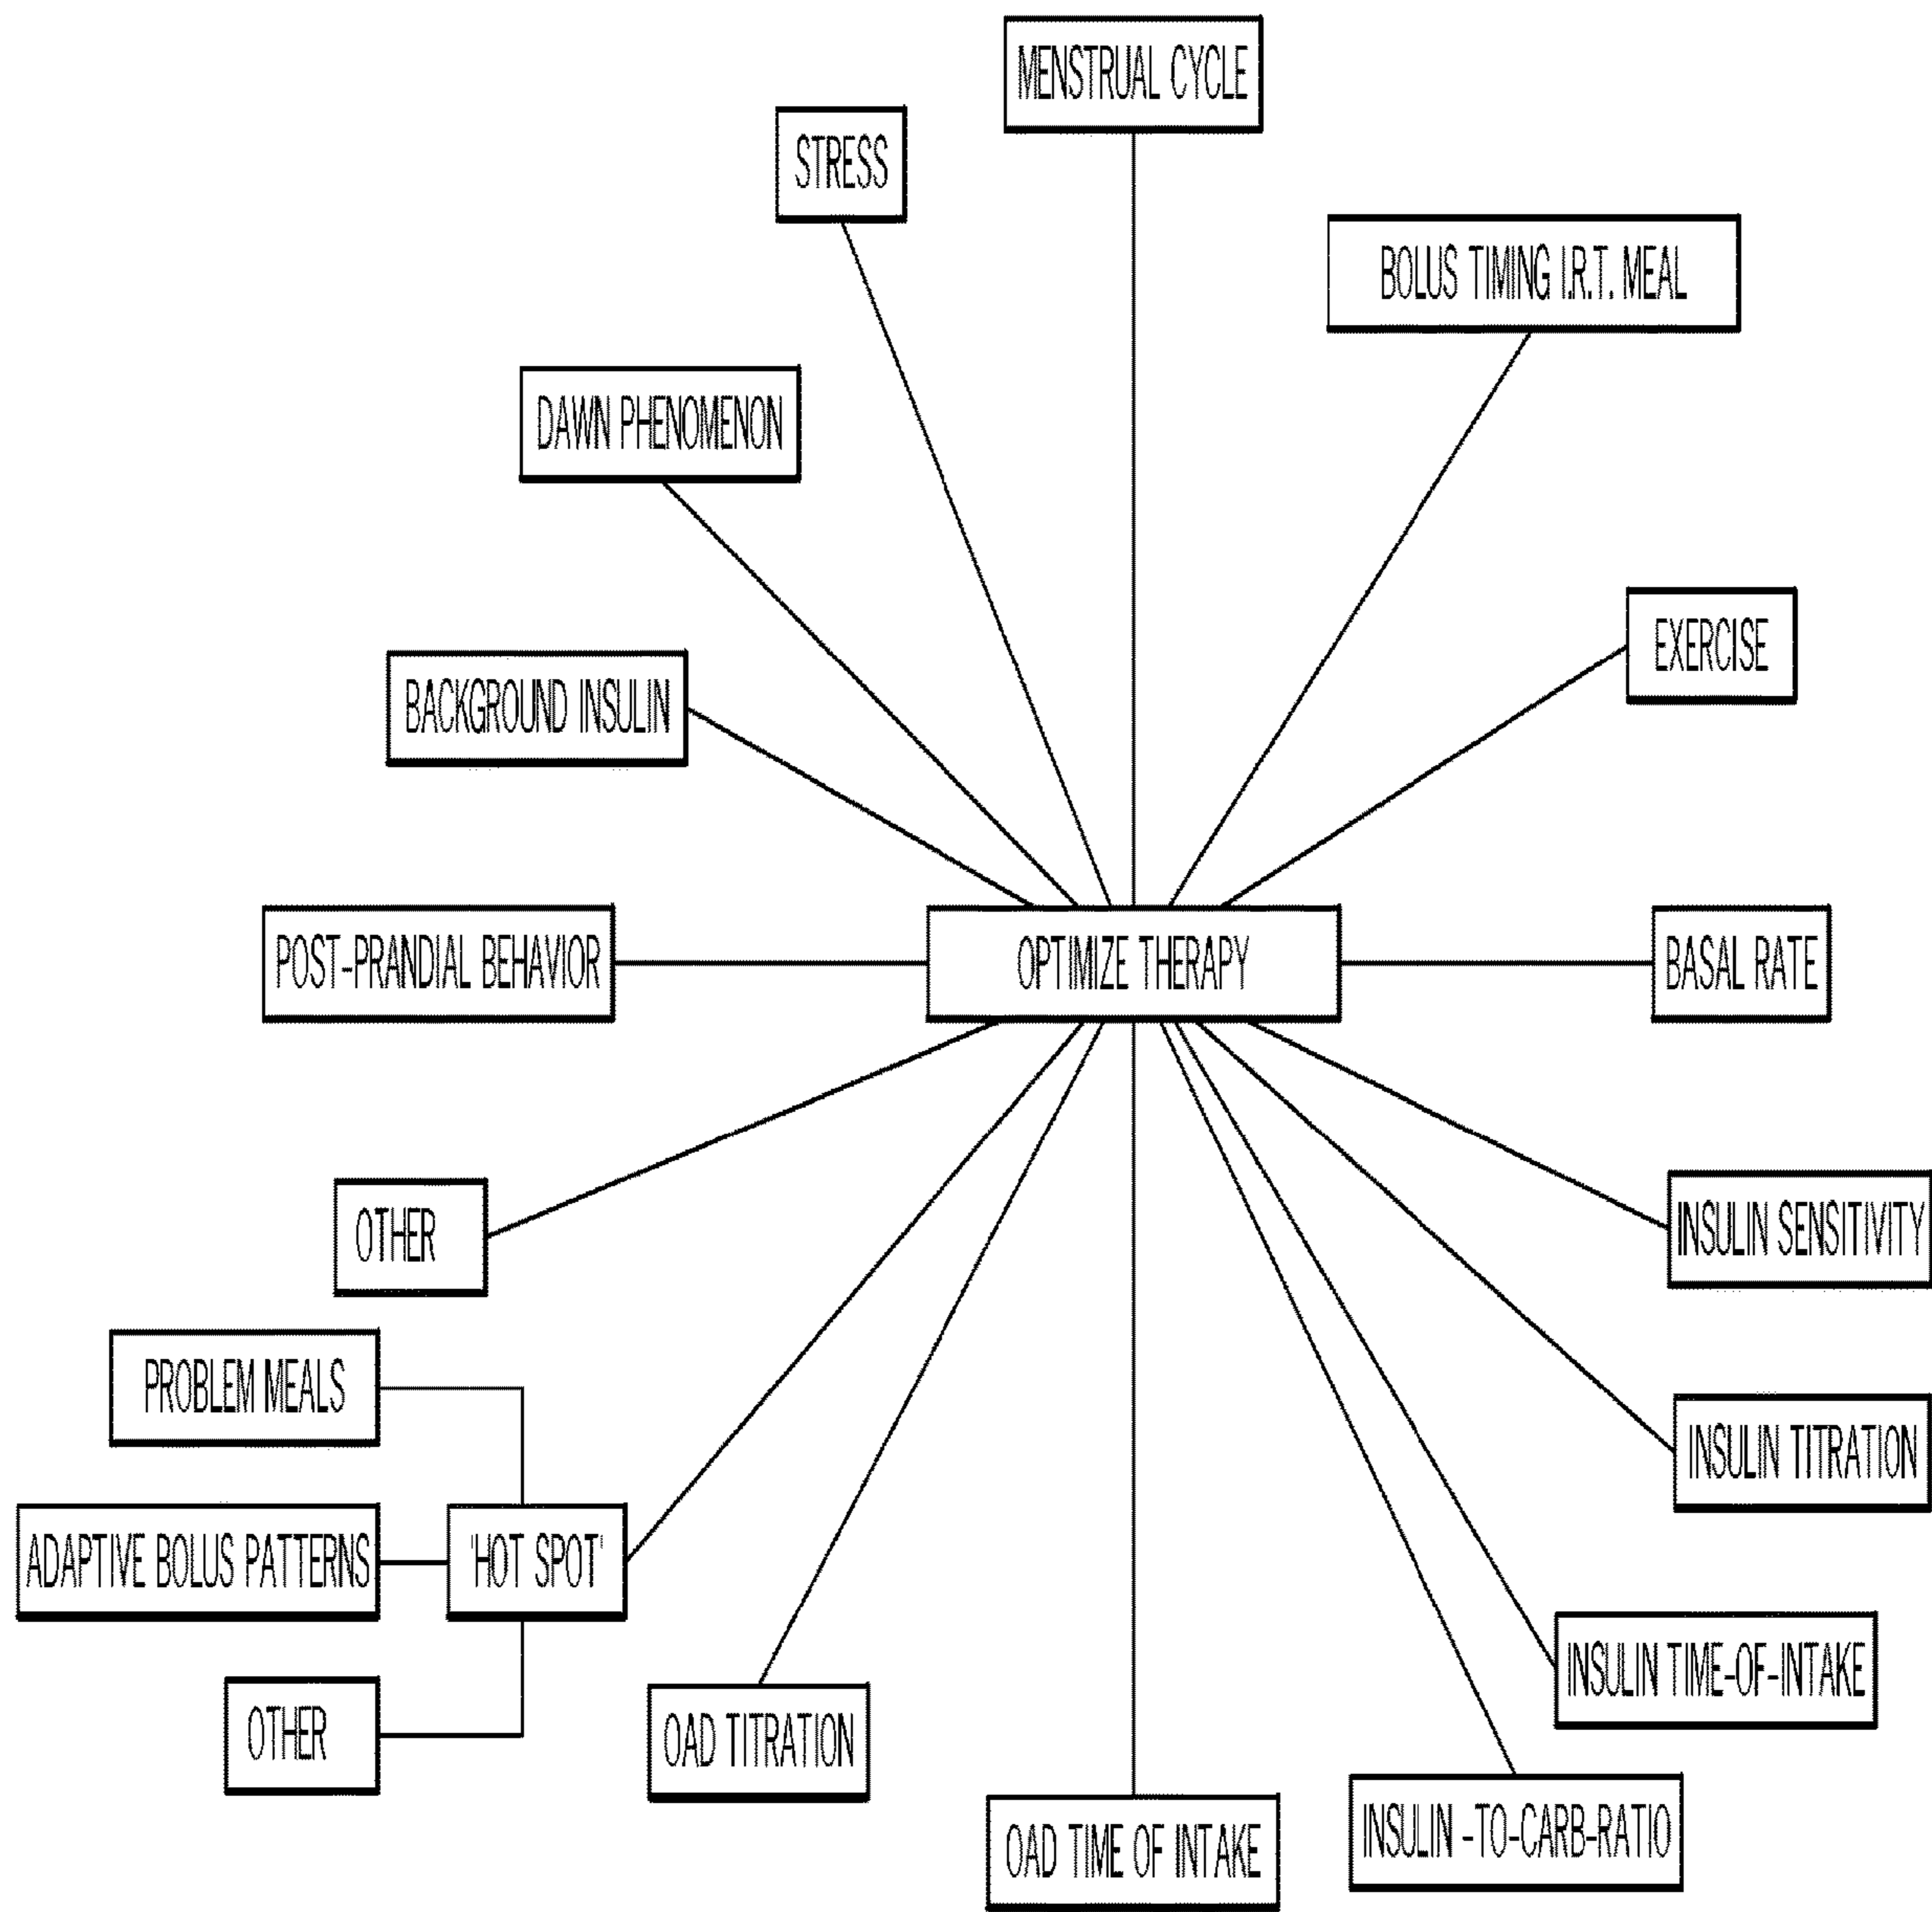 MENSTRUAL CYCLE
STRESS
BOLUS TIMING I.R.T. MEAL
DAWN PHENOMENON
EXERCISE
BACKGROUND INSULIN
POST-PRANDIAL BEHAVIOR
OPTIMIZE THERAPY
BASAL RATE
OTHER
INSULIN SENSITIVITY
PROBLEM MEALS
INSULIN TITRATION
ADAPTIVE BOLUS PATTERNS
'HOT SPOT'
INSULIN TIME-OF-INTAKE
OTHER
OAD TITRATION
INSULIN -TO-CARB-RATIO
OAD TIME OF INTAKE